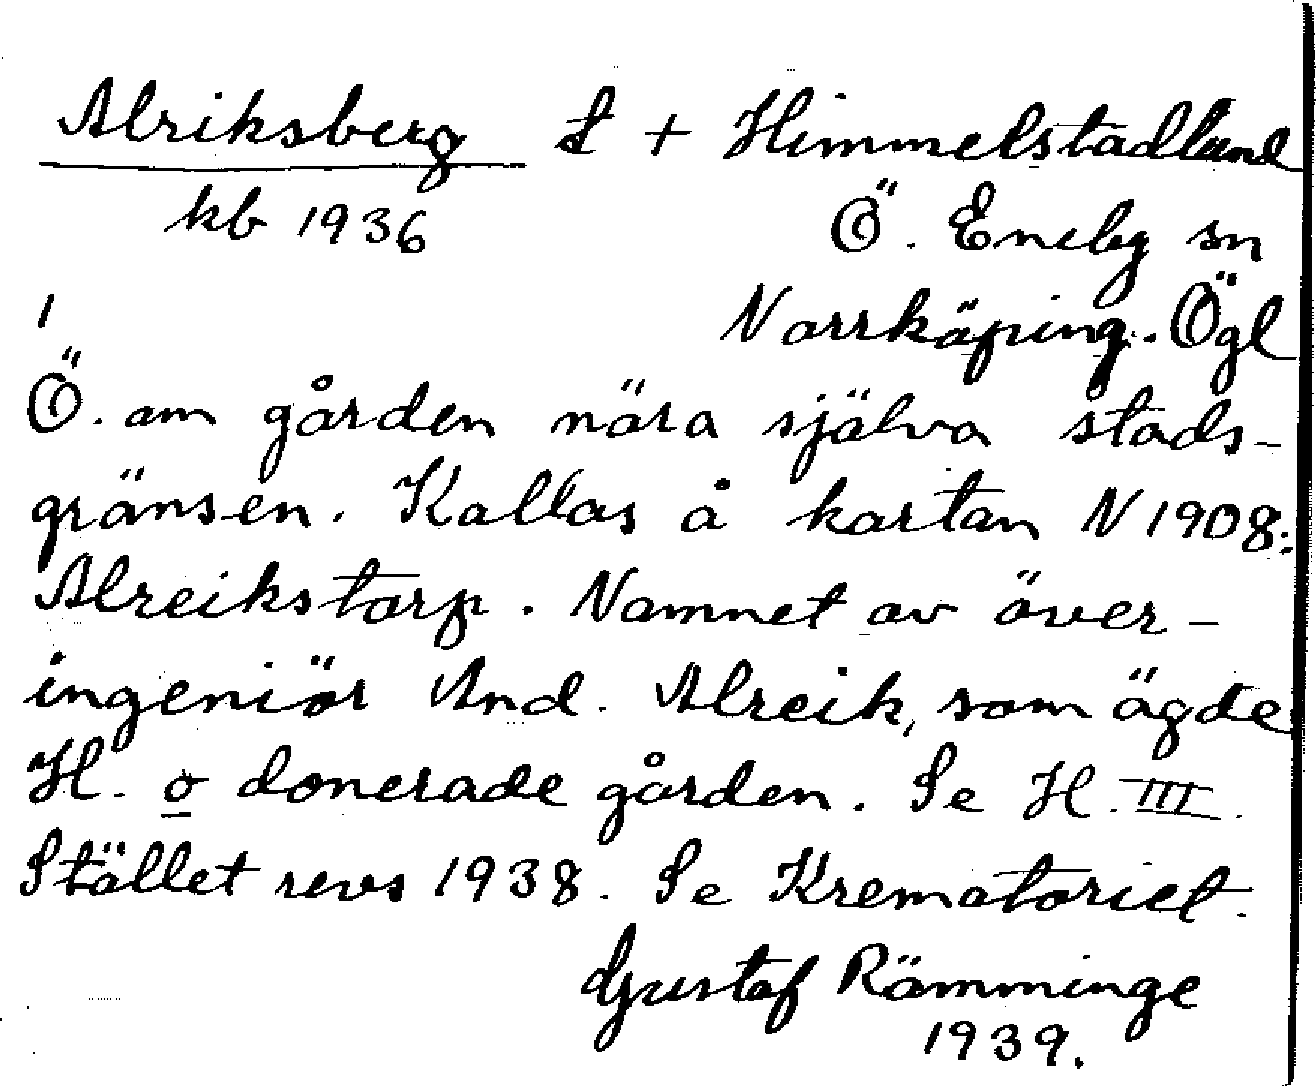 Alriksberg L + Himmelstadlund
kb 1936 Ö. Eneby sn
1 Norrköping. Ögl
Ö. om gården nära själva stads-
gränsen. Kallas å kartan N 1908:
Alreikstorp. Namnet av över-
ingeniör And. Alreik, som ägde
H. o donerade gården. Se H. III.
Stället revs 1938. Se Krematoriet.
Gustaf Römminge
1939.